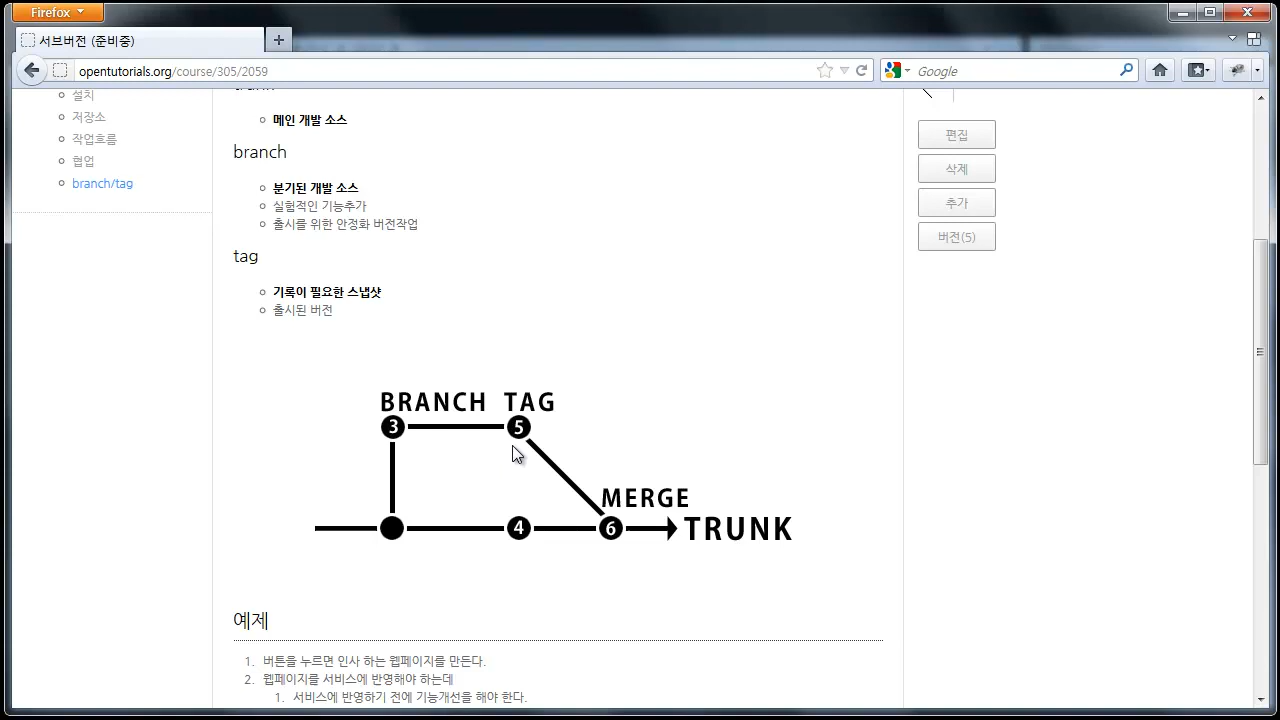 Firefox
서브버전 (준비중)
opentutorials.org/course/305/2059
Google
설치
저장소
작업흐름
협업
branch/tag
메인 개발 소스
branch
분기된 개발 소스
실험적인 기능추가
출시를 위한 안정화 버전작업
tag
기록이 필요한 스냅샷
출시된 버전
편집
삭제
추가
버전(5)
BRANCH TAG
3 5
MERGE
4 6 TRUNK
예제
1. 버튼을 누르면 인사 하는 웹페이지를 만든다.
2. 웹페이지를 서비스에 반영해야 하는데
1. 서비스에 반영하기 전에 기능개선을 해야 한다.